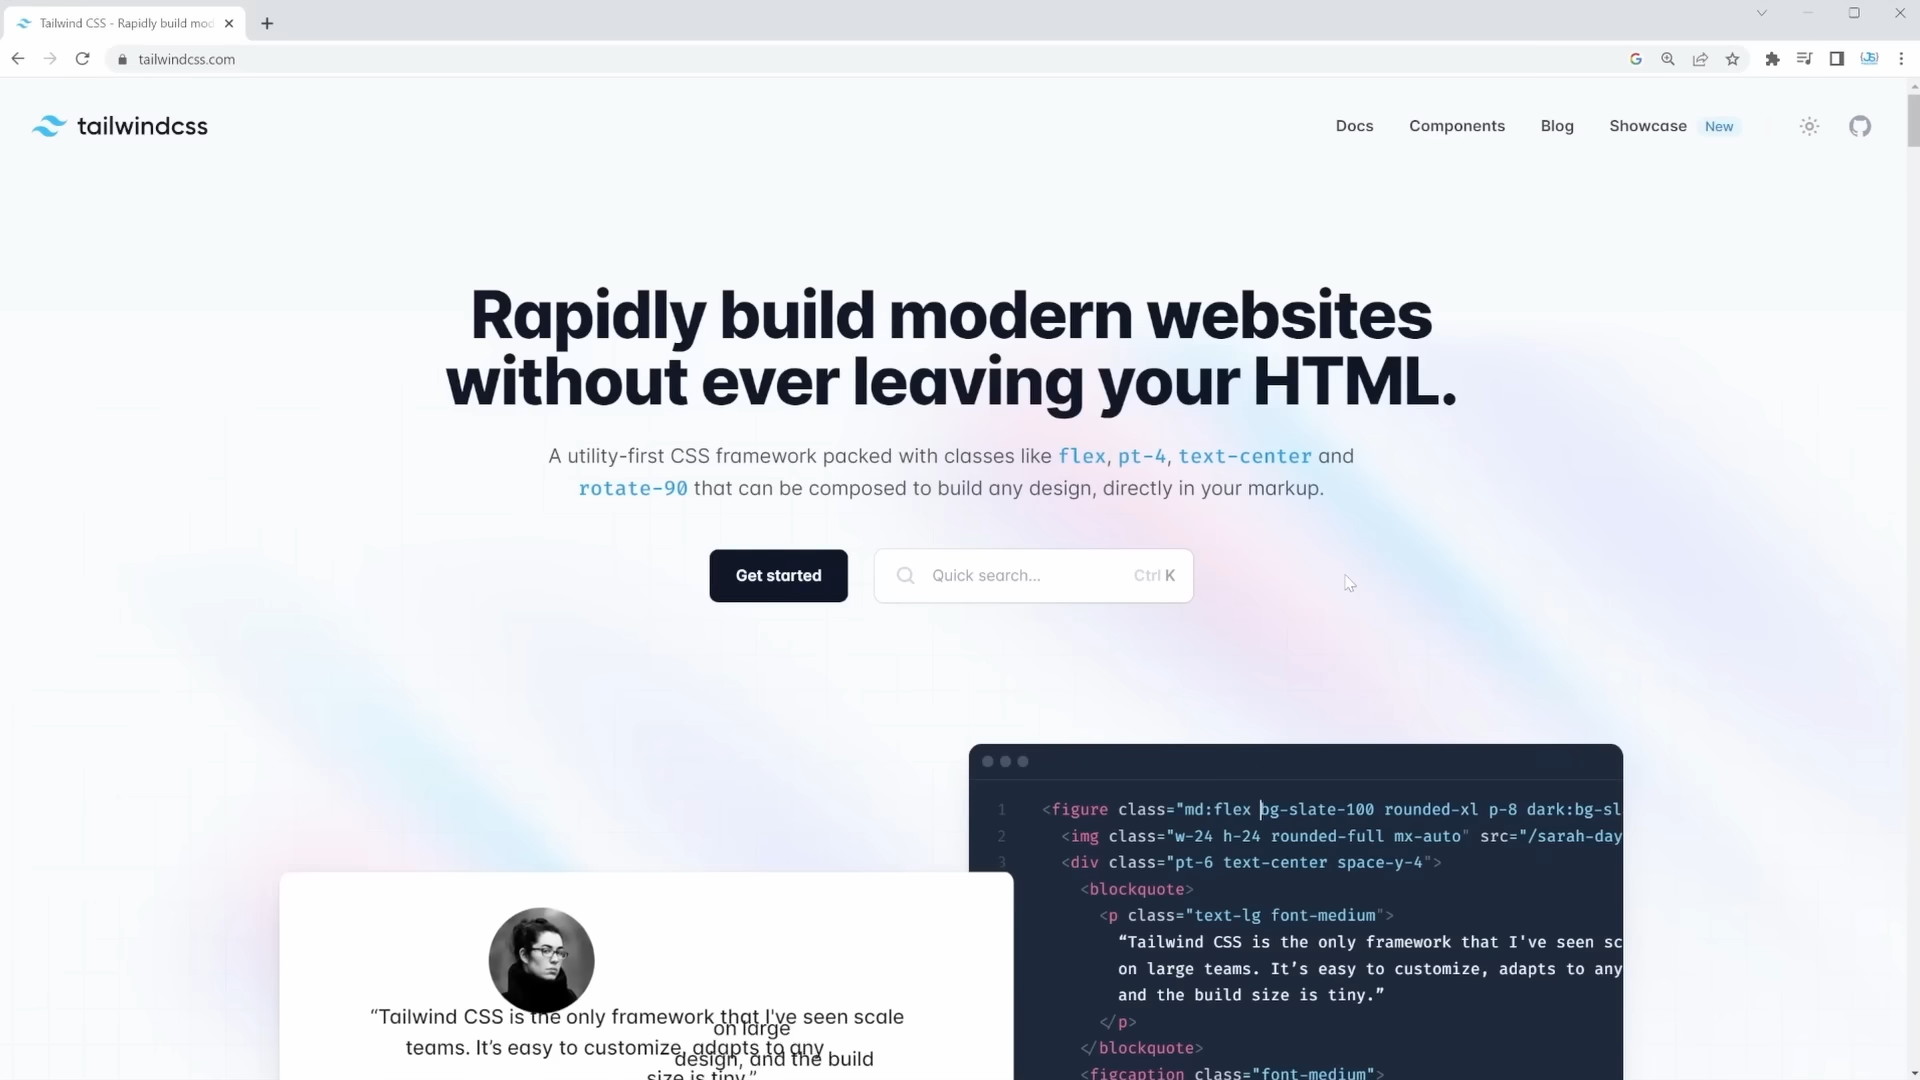 Tailwind CSS - Rapidly build mod
tailwindcss.com
tailwindcss
Docs Components Blog Showcase New
Rapidly build modern websites
without ever leaving your HTML.
A utility-first CSS framework packed with classes like flex, pt-4, text-center and
rotate-90 that can be composed to build any design, directly in your markup.
Get started
Quick search... Ctrl K
1 <figure class="md:flex bg-slate-100 rounded-xl p-8 dark:bg-sl
2 <img class="w-24 h-24 rounded-full mx-auto" src="/sarah-day
3 <div class="pt-6 text-center space-y-4">
<blockquote>
<p class="text-lg font-medium">
“Tailwind CSS is the only framework that I've seen sc
on large teams. It’s easy to customize, adapts to any
and the build size is tiny.”
</p>
</blockquote>
<figcaption class="font-medium">
“Tailwind CSS is the only framework that I've seen scale
on large
teams. It’s easy to customize, adapts to any
design, and the build
size is tiny.”